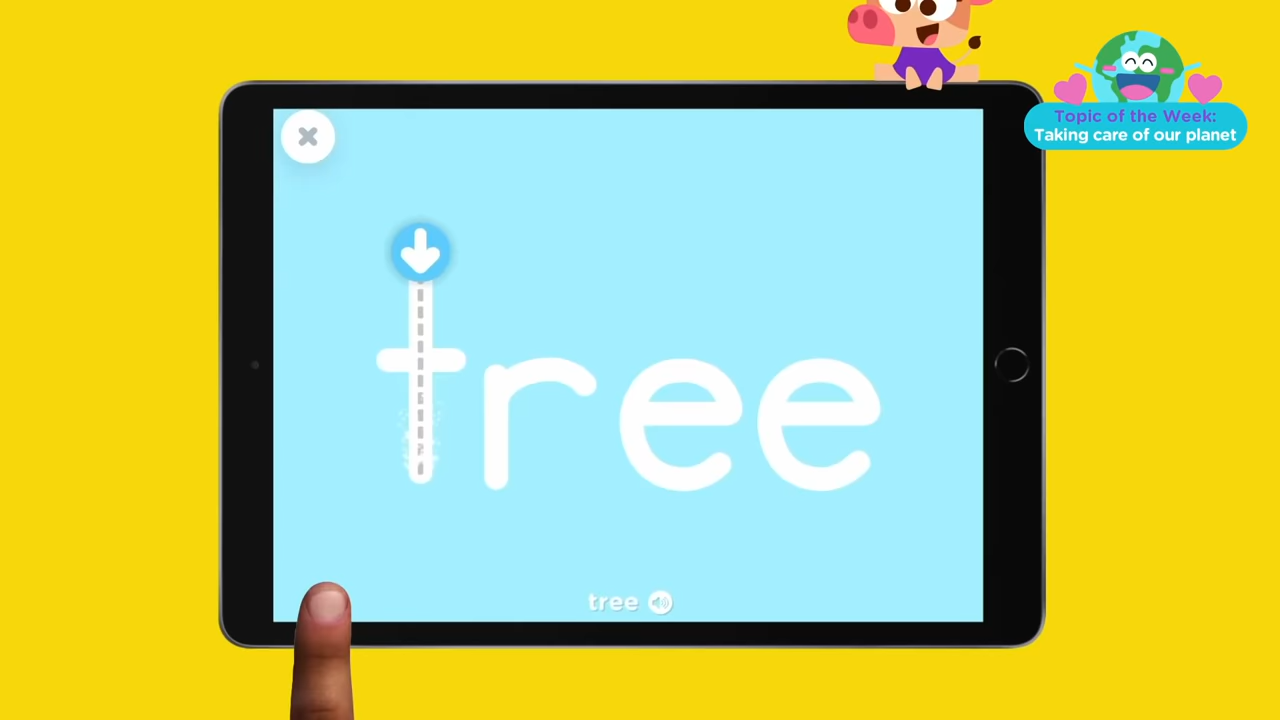 Topic of the Week:
Taking care of our planet
tree
tree